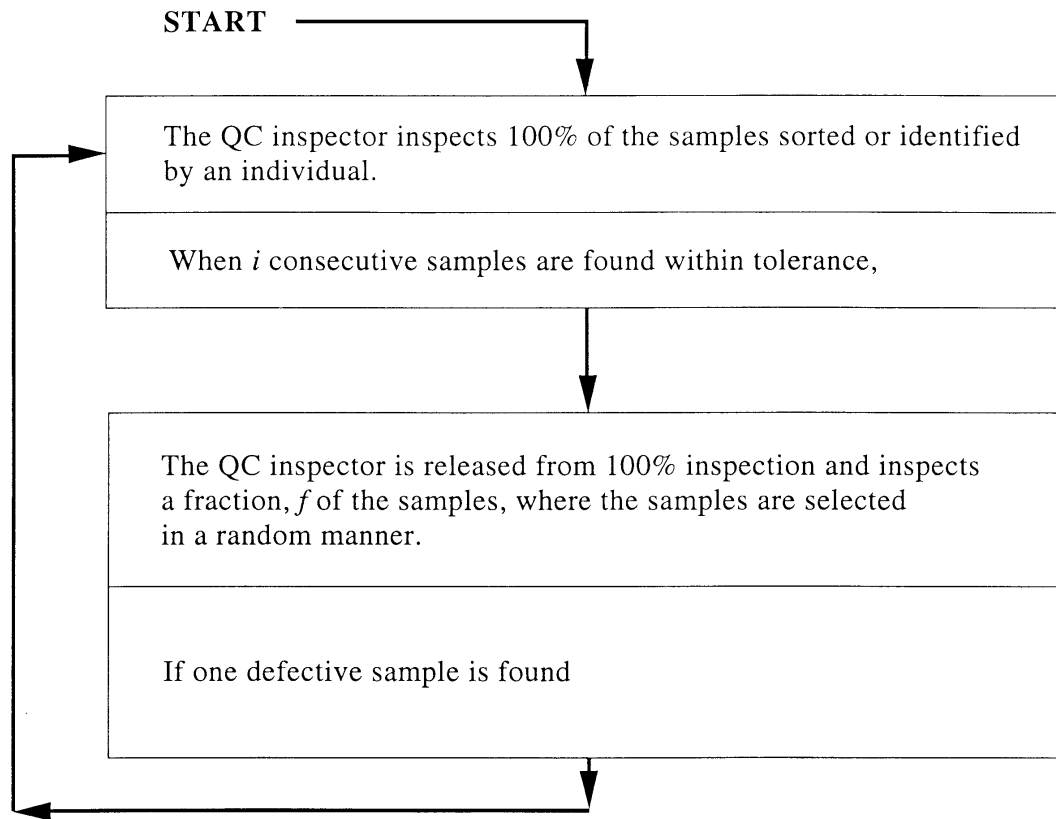 START
The QC inspector inspects 100% of the samples sorted or identified
by an individual.
When i consecutive samples are found within tolerance,
The QC inspector is released from 100% inspection and inspects
a fraction, f of the samples, where the samples are selected
in a random manner.
If one defective sample is found